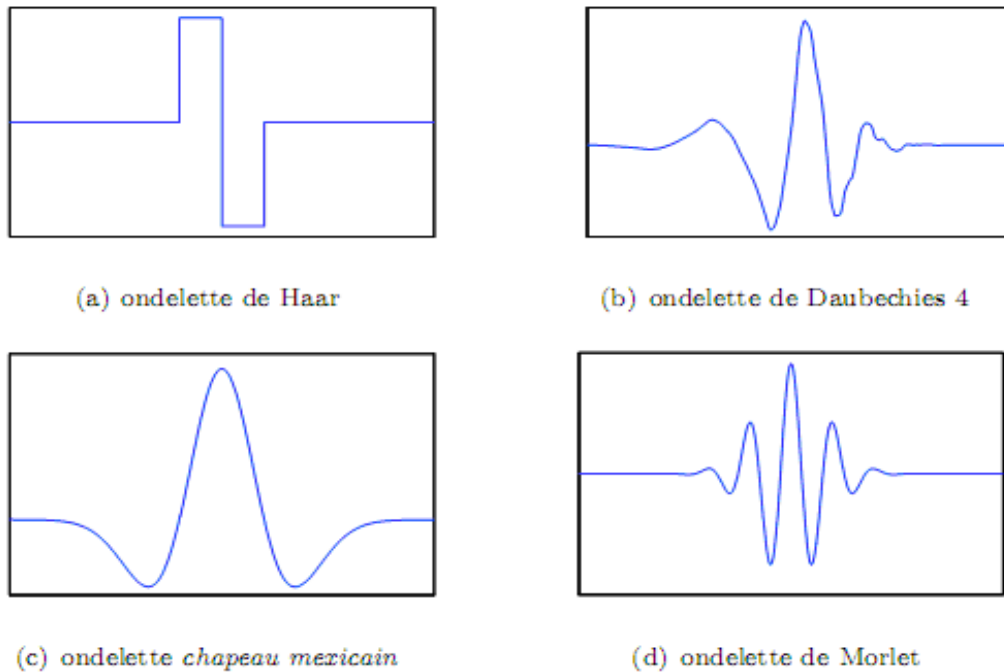 (a) ondelette de Haar
(b) ondelette de Daubechies 4
(c) ondelette chapeau mexicain
(d) ondelette de Morlet